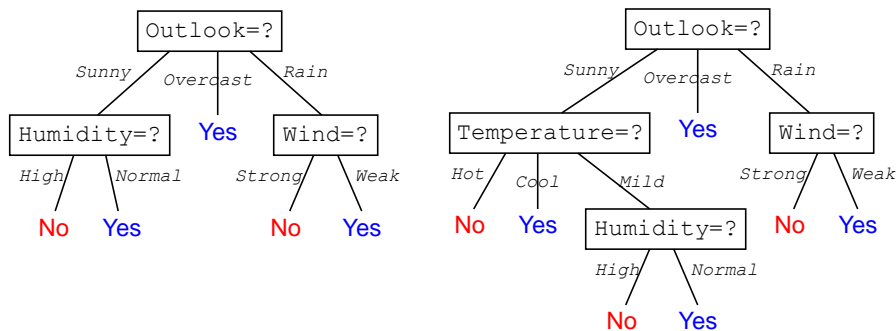 Outlook=?
Sunny Overcast Rain
Humidity=? Yes Wind=?
High Normal Strong Weak
No Yes No Yes
Outlook=?
Sunny Overcast Rain
Temperature=? Yes Wind=?
Hot Cool Mild Strong Weak
No Yes Humidity=? No Yes
High Normal
No Yes